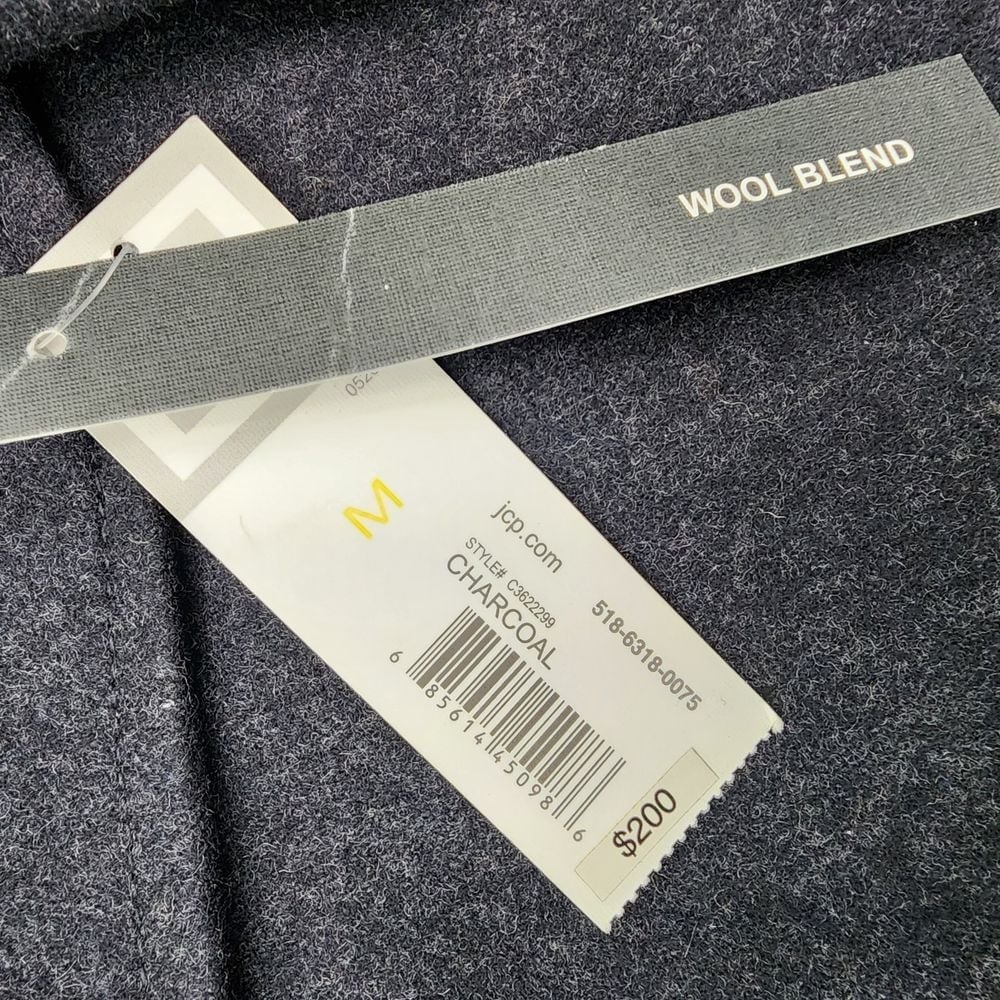 WOOL BLEND
M
jcp.com
STYLE# C3622299
CHARCOAL
518-6318-0075
6 85614 45098 6
$200